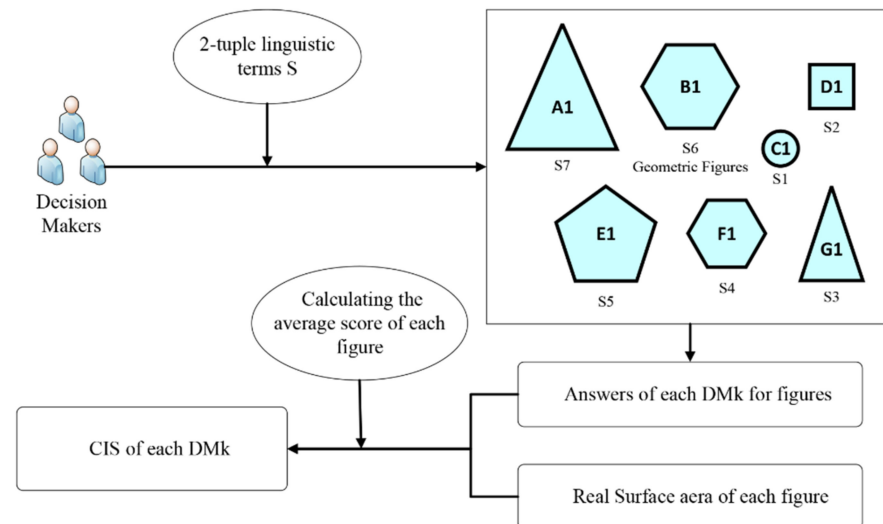 2-tuple linguistic
terms S
Decision
Makers
A1
S7
B1
S6
Geometric Figures
C1
S1
D1
S2
E1
S5
F1
S4
G1
S3
Calculating the
average score of each
figure
Answers of each DMk for figures
CIS of each DMk
Real Surface aera of each figure